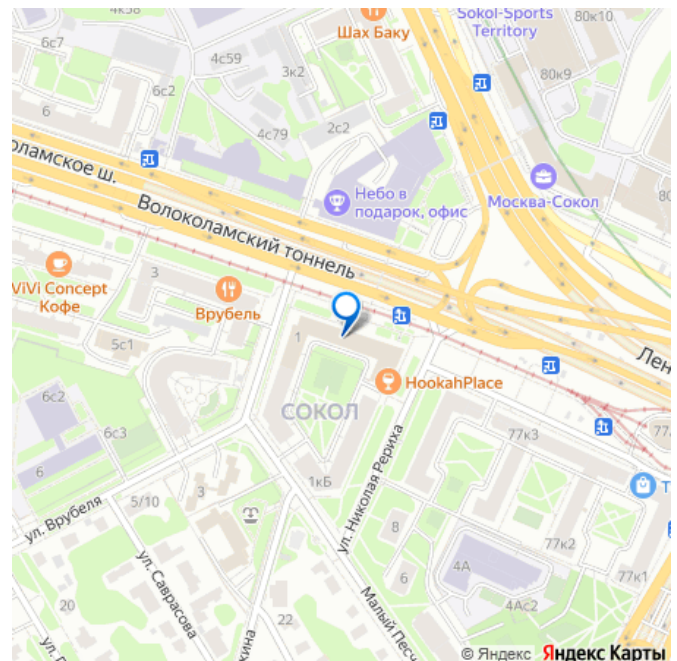 4к58
Шах Баку
Sokol-Sports
Territory
80к10
6с7
4с59
3к2
80к9
6с2
6
4с79
2с2
Волоколамский тоннель
Небо в
подарок, офис
Москва-Сокол
ViVi Concept
Кофе
3
Врубель
5с1
1
HookahPlace
СОКОЛ
6с2
6с3
6
77к3
1кБ
ул. Николая Рериха
5/10
3
ул. Врубеля
8
77к2
6
4А
77к1
4Ас2
ул. Саврасова
20
22
Малый Песч
© Яндекс Яндекс Карты